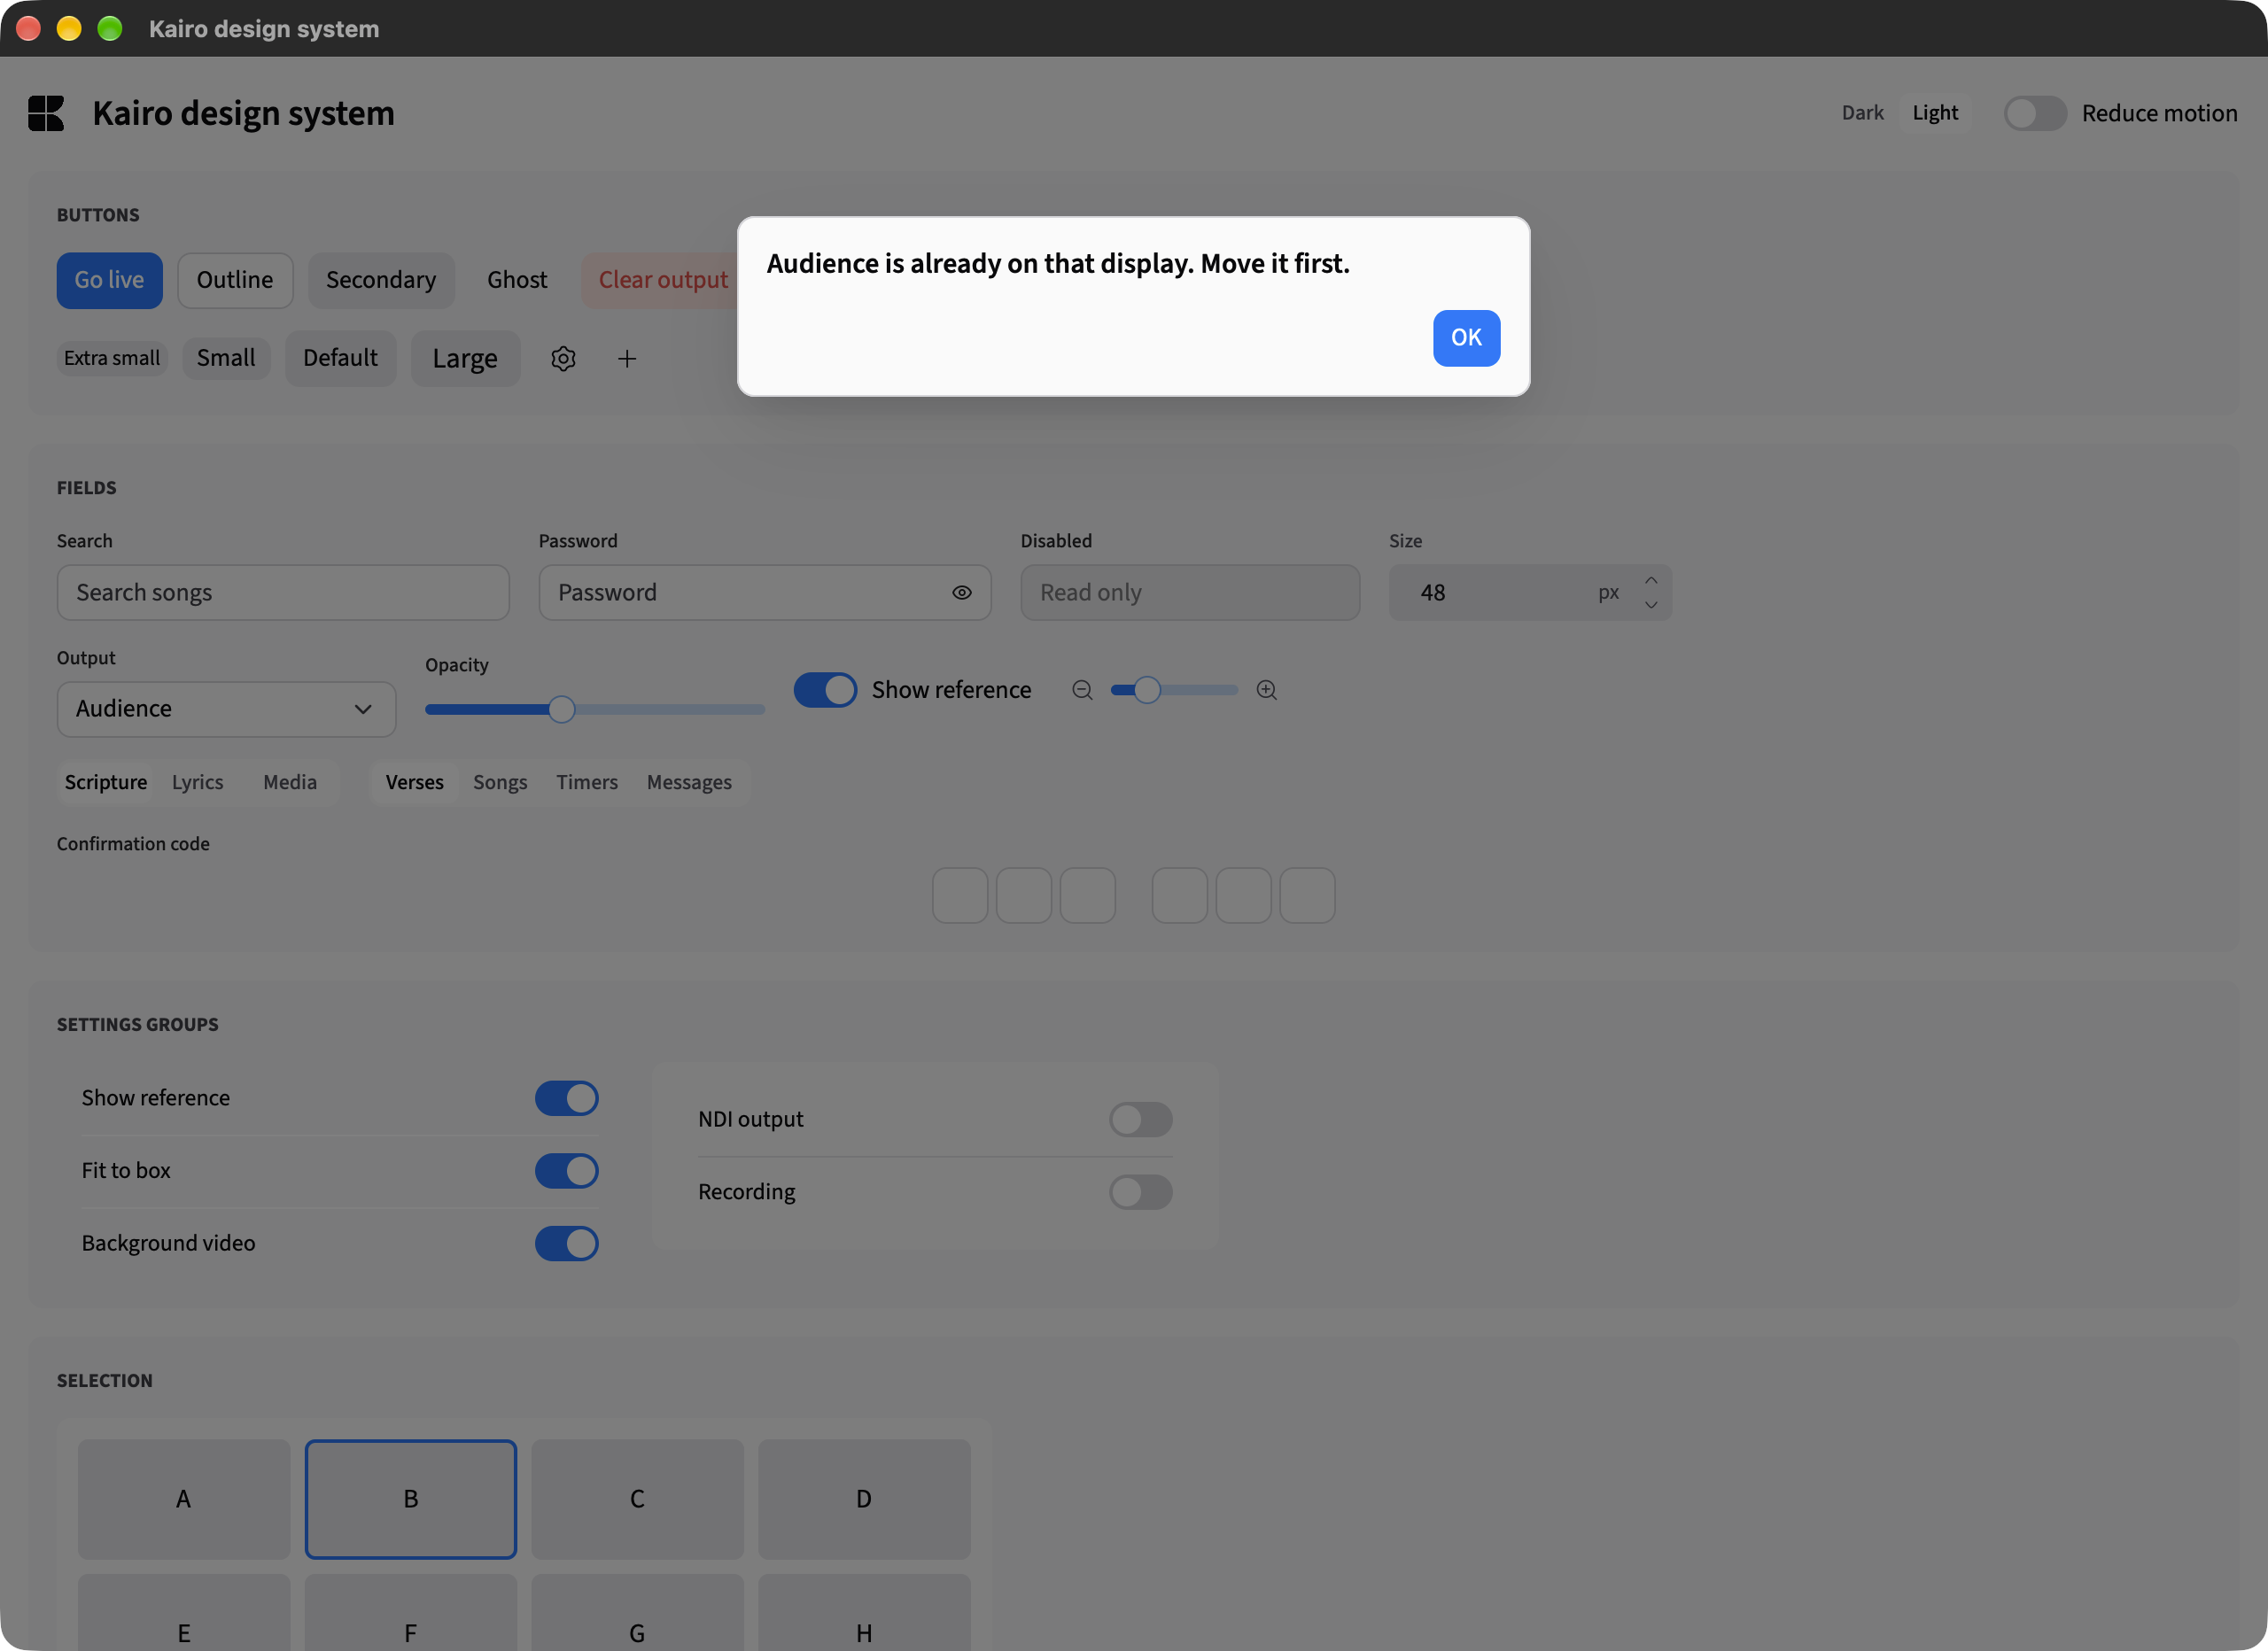 Kairo design system
Kairo design system
Dark Light Reduce motion
BUTTONS
Go live Outline Secondary Ghost Clear output
Audience is already on that display. Move it first.
OK
Extra small Small Default Large
FIELDS
Search Password Disabled Size
Search songs Password Read only 48 px
Output Opacity
Audience Show reference
Scripture Lyrics Media Verses Songs Timers Messages
Confirmation code
SETTINGS GROUPS
Show reference
Fit to box
Background video
NDI output
Recording
SELECTION
A B C D
E F G H